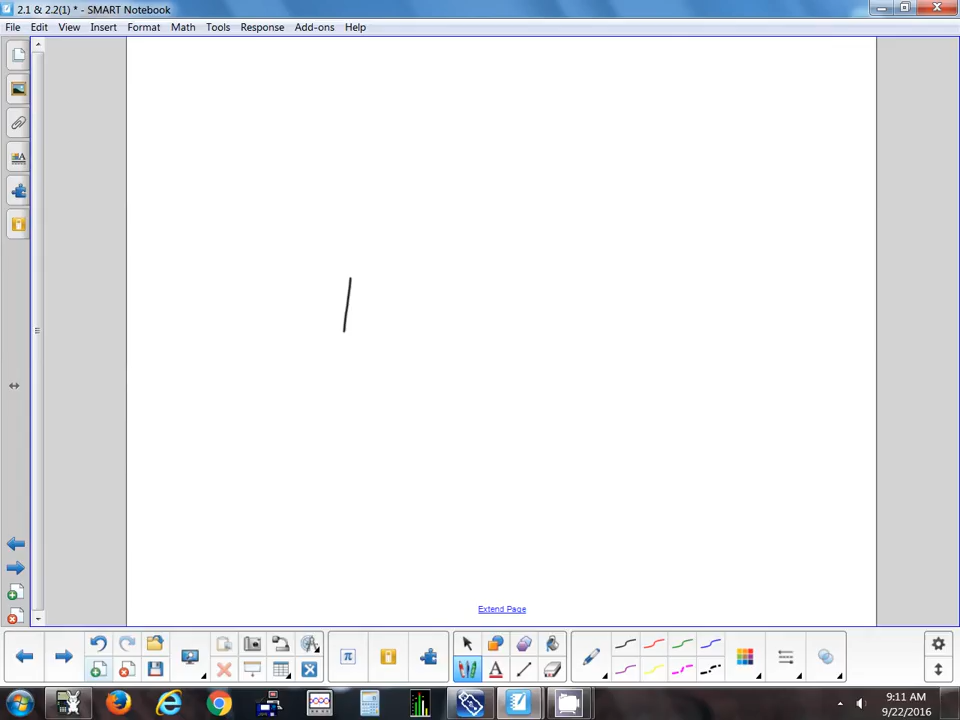 2.1 & 2.2(1) * - SMART Notebook
File Edit View Insert Format Math Tools Response Add-ons Help
Extend Page
π
A
9:11 AM
9/22/2016